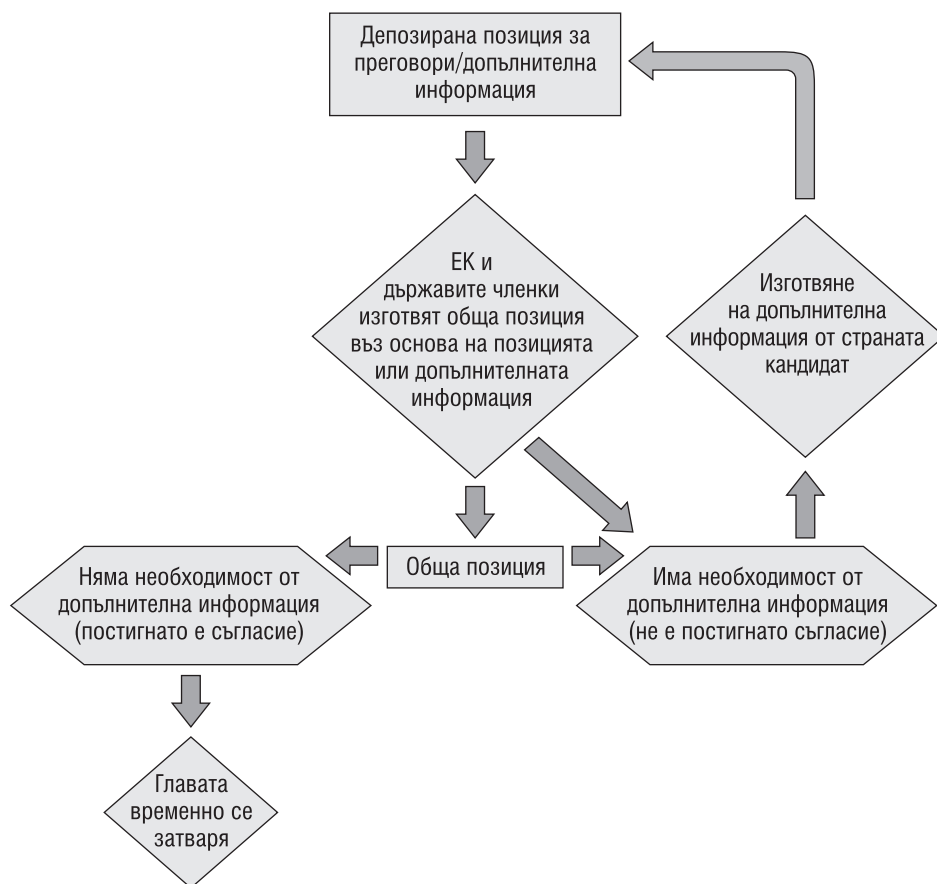 Депозирана позиция за
преговори/допълнителна
информация
ЕК и
държавите членки
изготвят обща позиция
въз основа на позицията
или допълнителната
информация
Изготвяне
на допълнителна
информация от страната
кандидат
Обща позиция
Няма необходимост от
допълнителна информация
(постигнато е съгласие)
Има необходимост от
допълнителна информация
(не е постигнато съгласие)
Главата
временно се
затваря